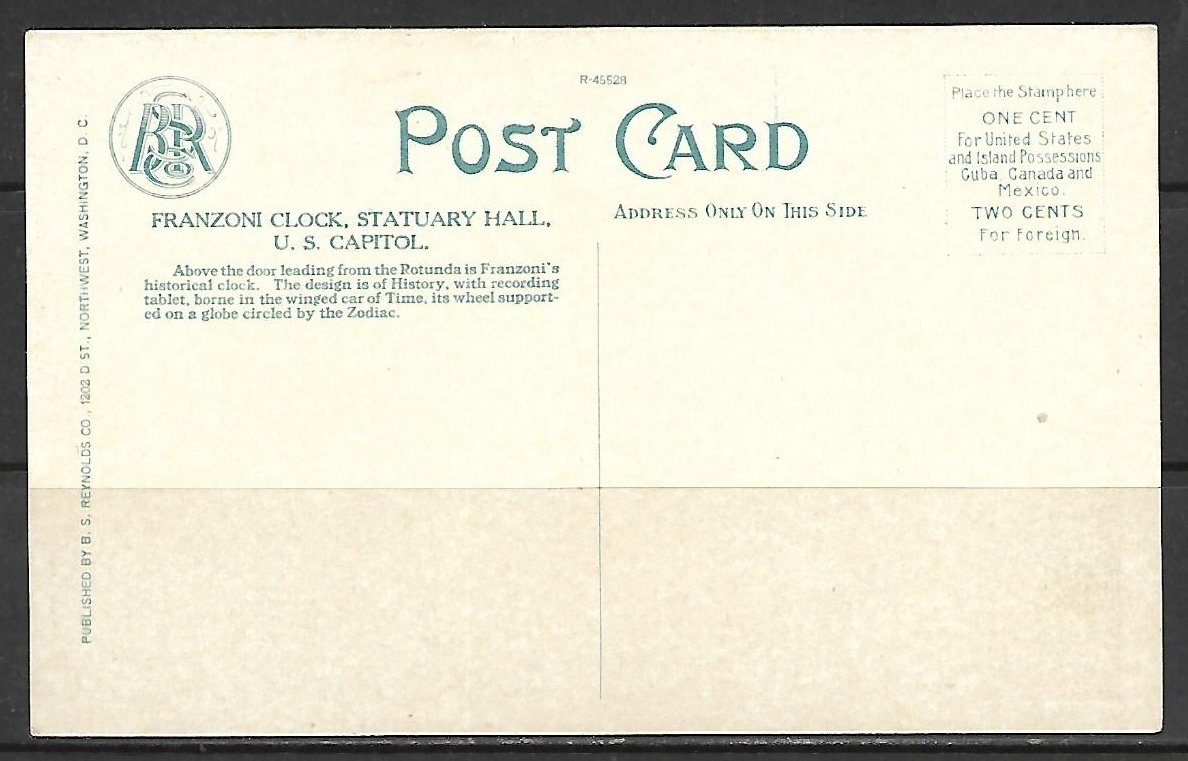 R-45528
POST CARD
Place the Stamp here
ONE CENT
For United States
and Island Possessions
Cuba, Canada and
Mexico.
TWO CENTS
For Foreign.
ADDRESS ONLY ON THIS SIDE
FRANZONI CLOCK, STATUARY HALL,
U. S. CAPITOL.
Above the door leading from the Rotunda is Franzoni's
historical clock. The design is of History, with recording
tablet, borne in the winged car of Time, its wheel support-
ed on a globe circled by the Zodiac.
PUBLISHED BY B. S. REYNOLDS CO., 1202 D ST., NORTHWEST, WASHINGTON, D. C.